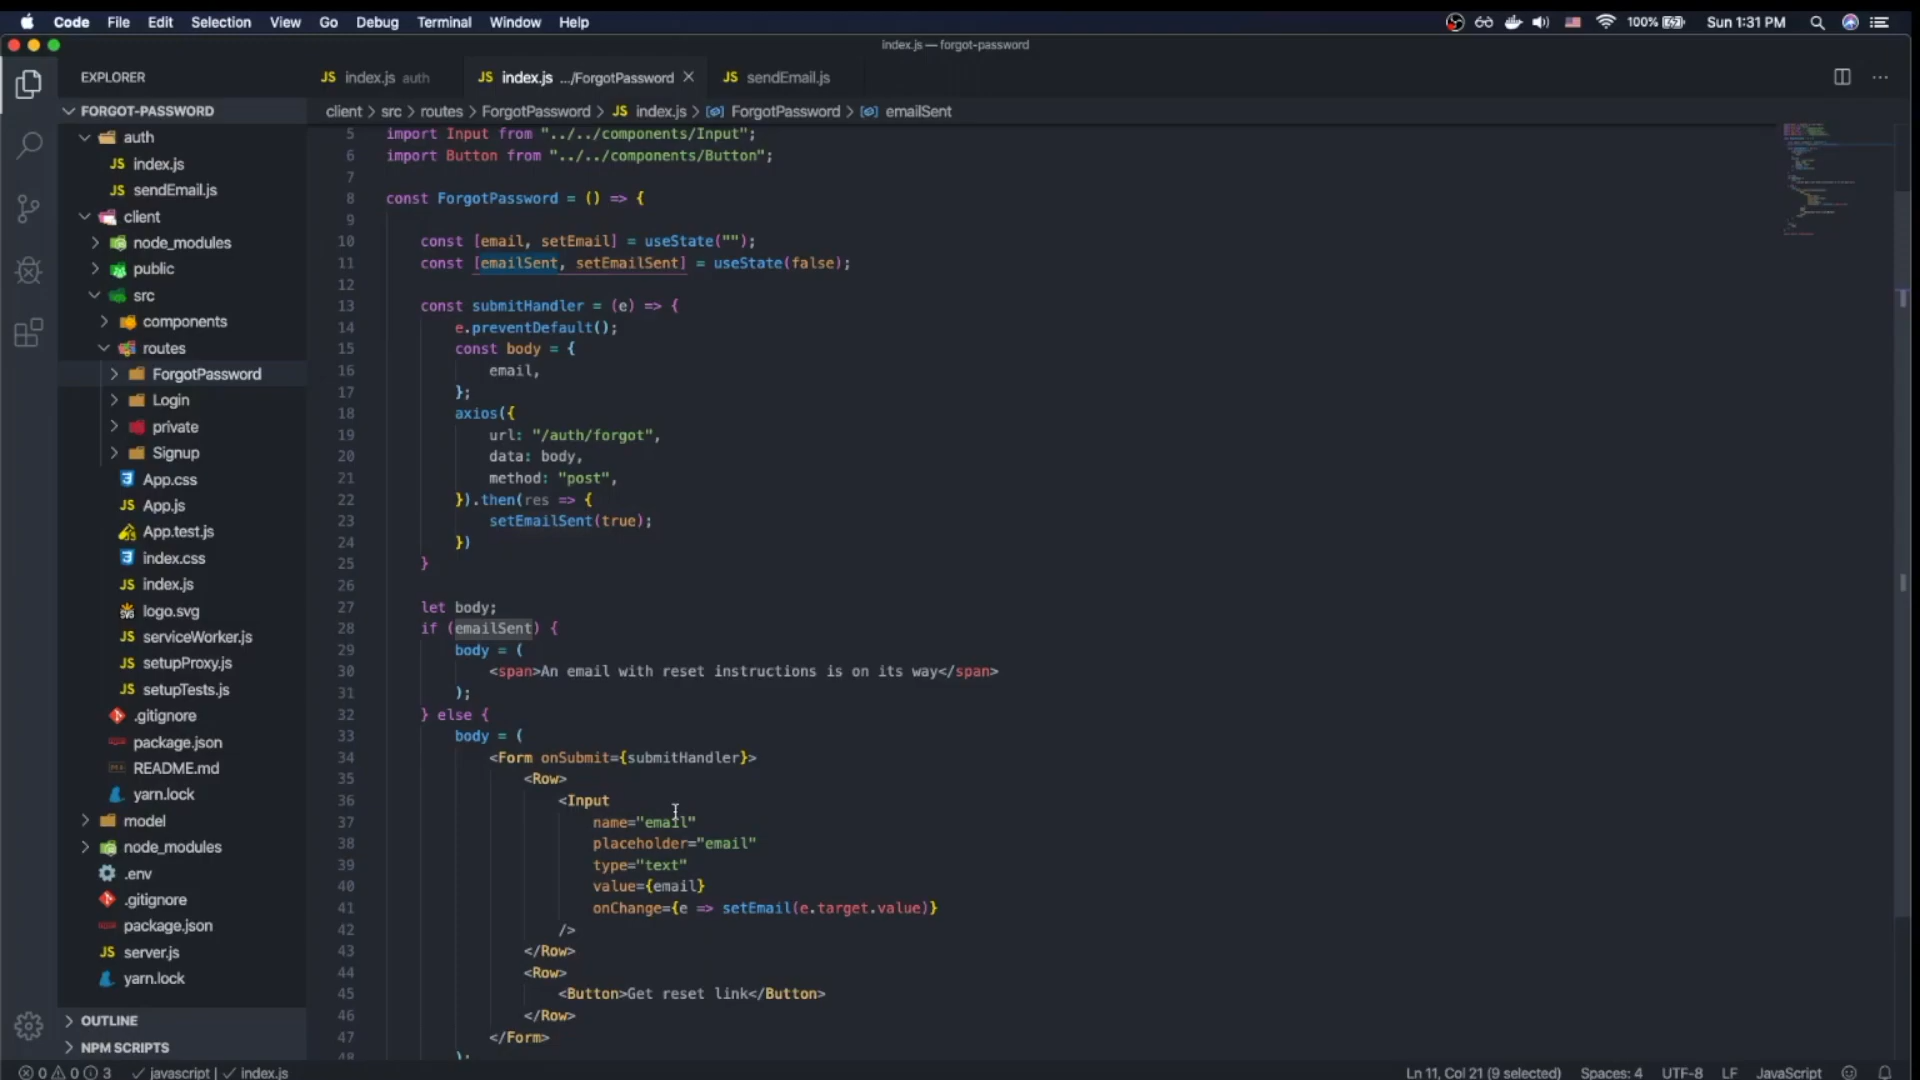 Code File Edit Selection View Go Debug Terminal Window Help 100% Sun 1:31 PM
index.js — forgot-password
EXPLORER
JS index.js auth
JS index.js .../ForgotPassword
JS sendEmail.js
FORGOT-PASSWORD
client > src > routes > ForgotPassword > JS index.js > ForgotPassword > emailSent
auth
JS index.js
JS sendEmail.js
client
node_modules
public
src
components
routes
ForgotPassword
Login
private
Signup
App.css
JS App.js
App.test.js
index.css
JS index.js
logo.svg
JS serviceWorker.js
JS setupProxy.js
JS setupTests.js
.gitignore
package.json
README.md
yarn.lock
model
node_modules
.env
.gitignore
package.json
JS server.js
yarn.lock
OUTLINE
NPM SCRIPTS
5 import Input from "../../components/Input";
6 import Button from "../../components/Button";
7
8 const ForgotPassword = () => {
9
10 const [email, setEmail] = useState("");
11 const [emailSent, setEmailSent] = useState(false);
12
13 const submitHandler = (e) => {
14 e.preventDefault();
15 const body = {
16 email,
17 };
18 axios({
19 url: "/auth/forgot",
20 data: body,
21 method: "post",
22 }).then(res => {
23 setEmailSent(true);
24 })
25 }
26
27 let body;
28 if (emailSent) {
29 body = (
30 <span>An email with reset instructions is on its way</span>
31 );
32 } else {
33 body = (
34 <Form onSubmit={submitHandler}>
35 <Row>
36 <Input
37 name="email"
38 placeholder="email"
39 type="text"
40 value={email}
41 onChange={e => setEmail(e.target.value)}
42 />
43 </Row>
44 <Row>
45 <Button>Get reset link</Button>
46 </Row>
47 </Form>
48 );
0 0 3 javascript | index.js Ln 11, Col 21 (9 selected) Spaces: 4 UTF-8 LF JavaScript